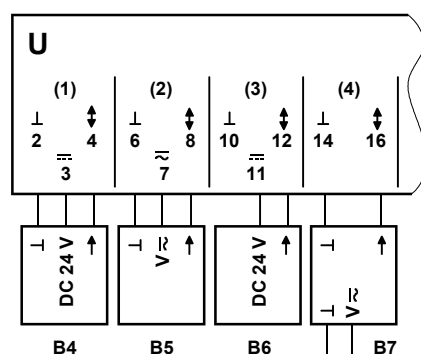 U
(1) (2) (3) (4)
2 4 6 8 10 12 14 16
3 7 11
DC 24 V V DC 24 V V
B4 B5 B6 B7